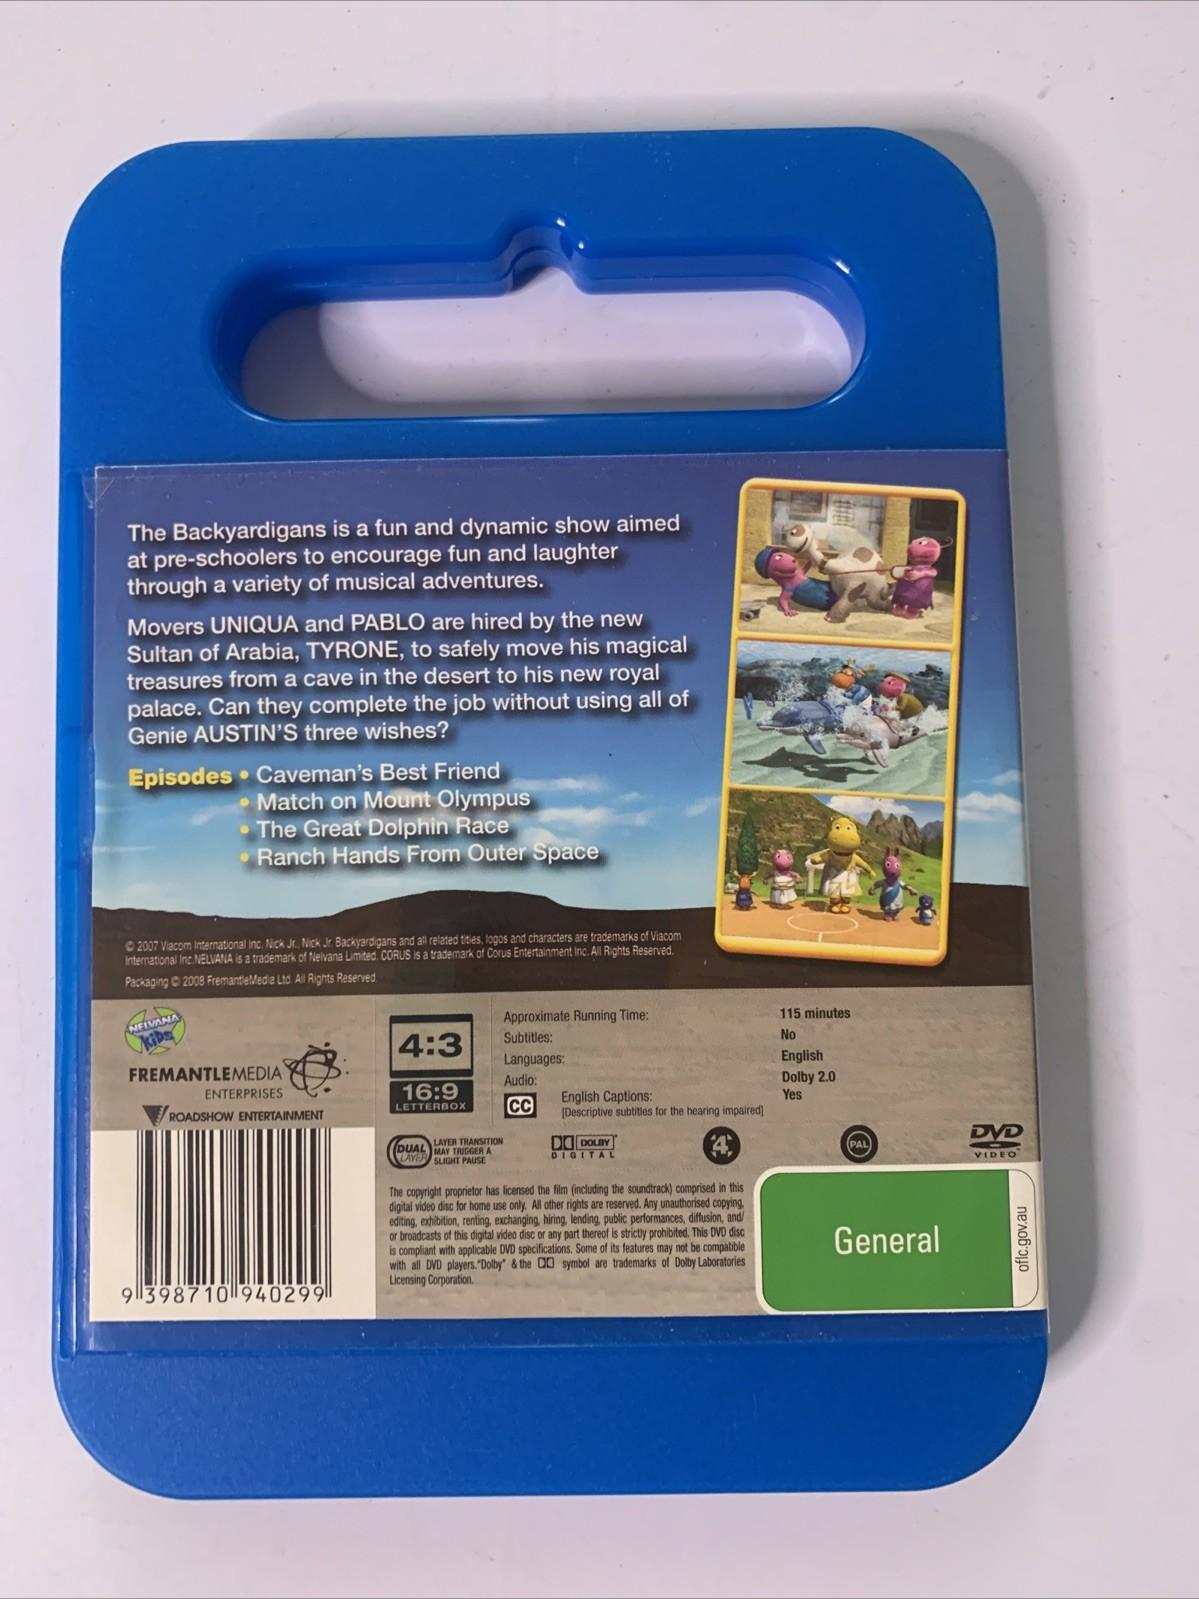 The Backyardigans is a fun and dynamic show aimed
at pre-schoolers to encourage fun and laughter
through a variety of musical adventures.
Movers UNIQUA and PABLO are hired by the new
Sultan of Arabia, TYRONE, to safely move his magical
treasures from a cave in the desert to his new royal
palace. Can they complete the job without using all of
Genie AUSTIN'S three wishes?
Episodes • Caveman's Best Friend
• Match on Mount Olympus
• The Great Dolphin Race
• Ranch Hands From Outer Space
© 2007 Viacom International Inc. Nick Jr., Nick Jr. Backyardigans and all related titles, logos and characters are trademarks of Viacom
International Inc.NELVANA is a trademark of Nelvana Limited. CORUS is a trademark of Corus Entertainment Inc. All Rights Reserved.
Packaging © 2008 FremantleMedia Ltd. All Rights Reserved
NELVANA
KiDS
FREMANTLEMEDIA
ENTERPRISES
ROADSHOW ENTERTAINMENT
4:3
16:9
LETTERBOX
Approximate Running Time: 115 minutes
Subtitles: No
Languages: English
Audio: Dolby 2.0
CC English Captions: Yes
[Descriptive subtitles for the hearing impaired]
DUAL
LAYER
LAYER TRANSITION
MAY TRIGGER A
SLIGHT PAUSE
DOLBY
DIGITAL
4
PAL
DVD
VIDEO
The copyright proprietor has licensed the film (including the soundtrack) comprised in this
digital video disc for home use only. All other rights are reserved. Any unauthorised copying,
editing, exhibition, renting, exchanging, hiring, lending, public performances, diffusion, and/
or broadcasts of this digital video disc or any part thereof is strictly prohibited. This DVD disc
is compliant with applicable DVD specifications. Some of its features may not be compatible
with all DVD players."Dolby" & the DD symbol are trademarks of Dolby Laboratories
Licensing Corporation.
General
oflc.gov.au
9 398710 940299